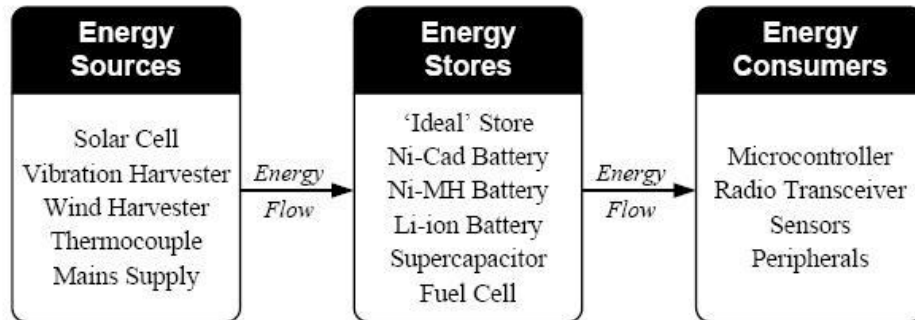 Energy
Sources
Solar Cell
Vibration Harvester
Wind Harvester
Thermocouple
Mains Supply
Energy
Flow
Energy
Stores
‘Ideal’ Store
Ni-Cad Battery
Ni-MH Battery
Li-ion Battery
Supercapacitor
Fuel Cell
Energy
Flow
Energy
Consumers
Microcontroller
Radio Transceiver
Sensors
Peripherals